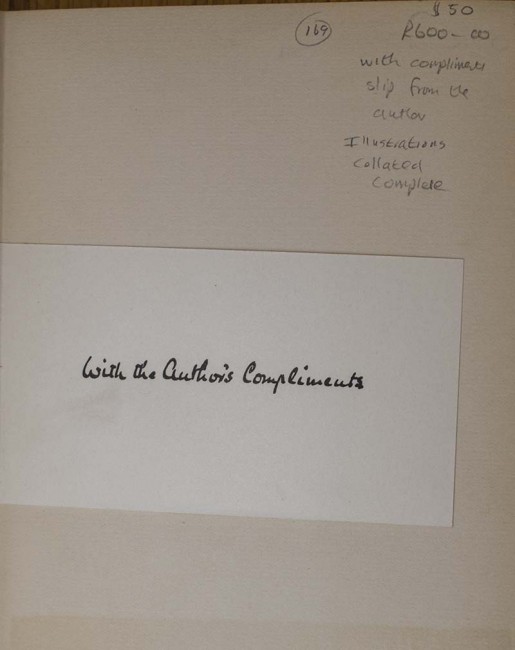 $50
169
R600-00
with compliments
slip from the
author
Illustrations
collated
complete
With the Author's Compliments